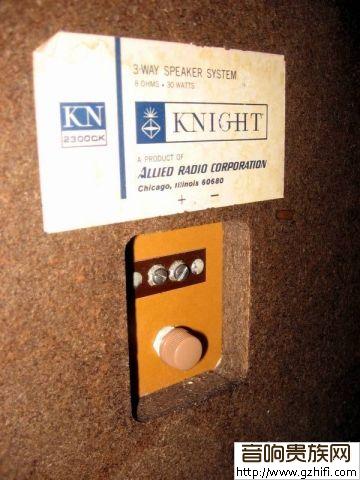 3-WAY SPEAKER SYSTEM
8 OHMS • 30 WATTS
KN
2300CK
KNIGHT
A PRODUCT OF
ALLIED RADIO CORPORATION
Chicago, Illinois 60680
+ −
音响贵族网
http://www.gzhifi.com